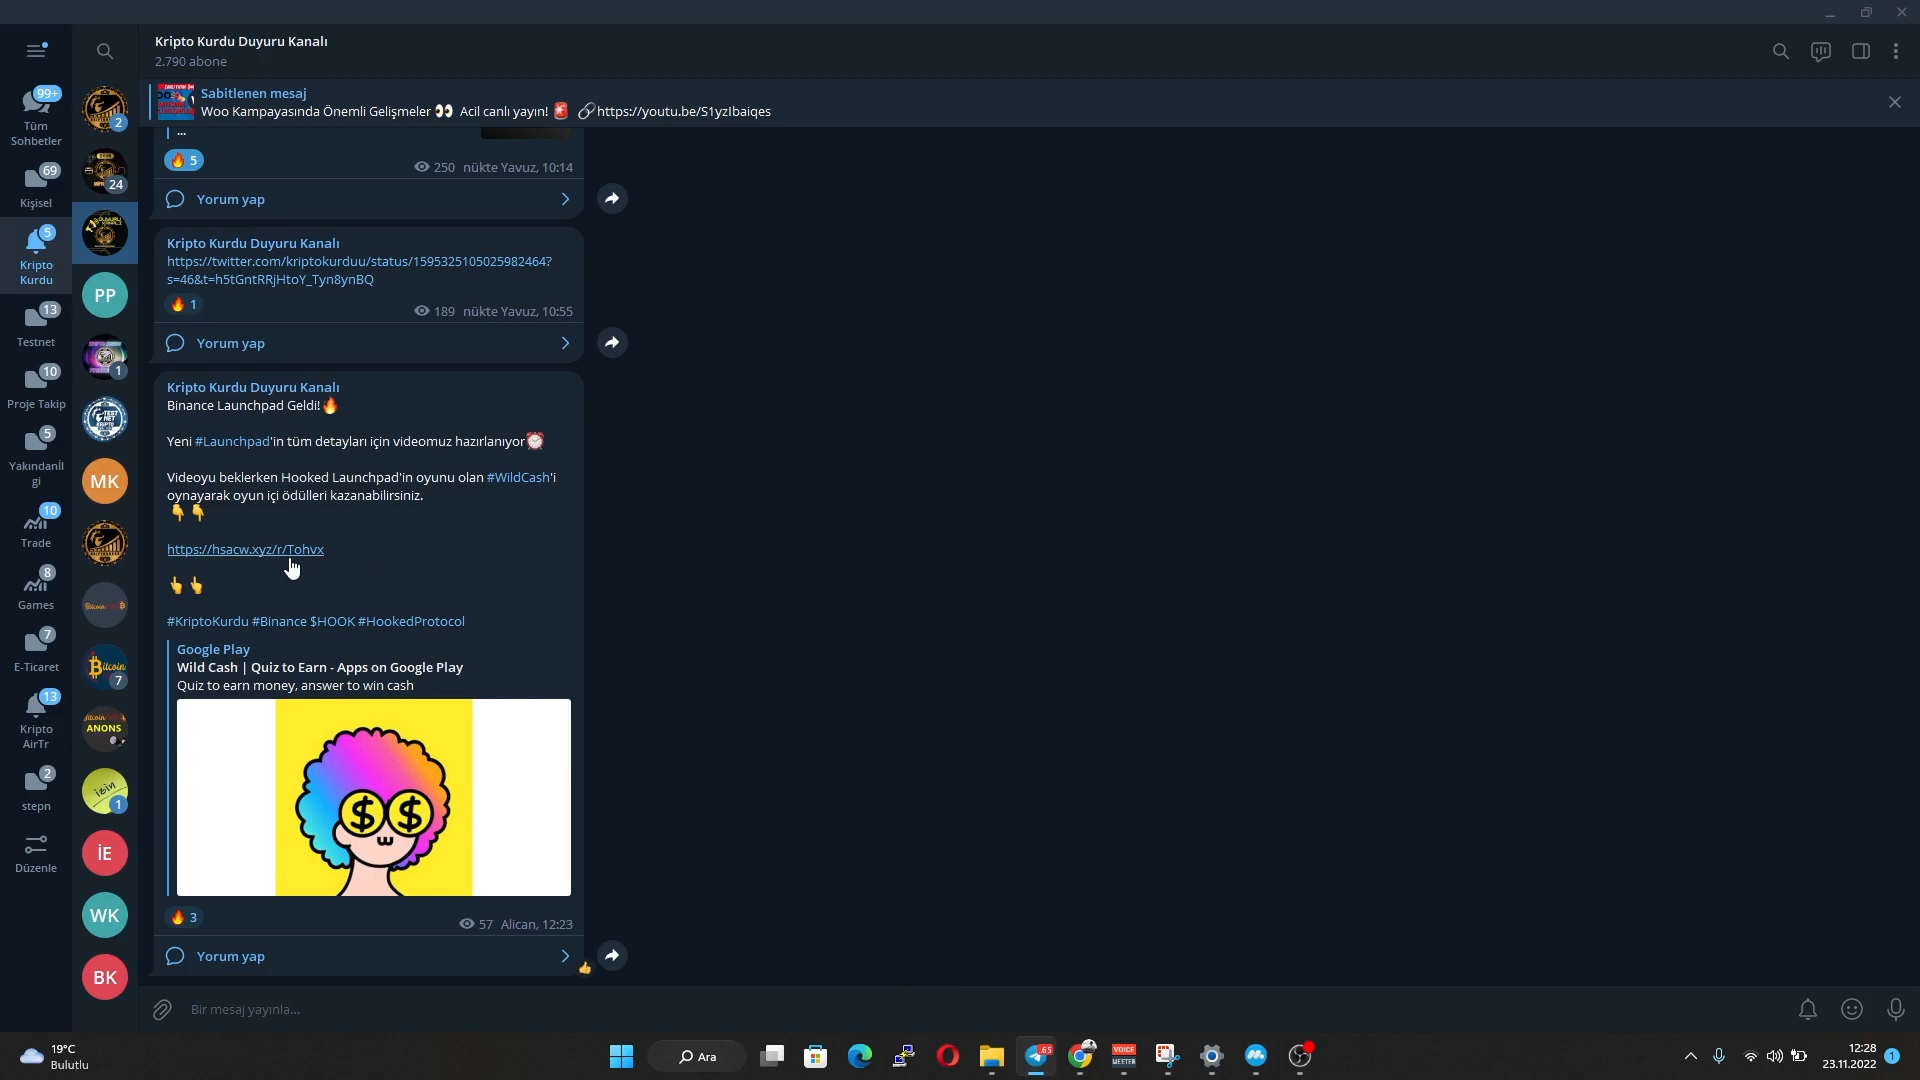 Kripto Kurdu Duyuru Kanalı
2.790 abone
Sabitlenen mesaj
Woo Kampayasında Önemli Gelişmeler 👀 Acil canlı yayın! 🚨 🔗https://youtu.be/S1yzIbaiqes
99+
Tüm
Sohbetler
69
Kişisel
5
Kripto
Kurdu
13
Testnet
10
Proje Takip
5
Yakındanİl
gi
10
Trade
8
Games
7
E-Ticaret
13
Kripto
AirTr
2
stepn
Düzenle
2
24
PP
1
MK
7
ANONS
izin
1
İE
WK
BK
...
🔥 5
250 nükte Yavuz, 10:14
Yorum yap
Kripto Kurdu Duyuru Kanalı
https://twitter.com/kriptokurduu/status/1595325105025982464?
s=46&t=h5tGntRRjHtoY_Tyn8ynBQ
🔥 1
189 nükte Yavuz, 10:55
Yorum yap
Kripto Kurdu Duyuru Kanalı
Binance Launchpad Geldi!🔥
Yeni #Launchpad'in tüm detayları için videomuz hazırlanıyor⏰
Videoyu beklerken Hooked Launchpad'in oyunu olan #WildCash'i
oynayarak oyun içi ödülleri kazanabilirsiniz.
👇👇
https://hsacw.xyz/r/Tohvx
👆👆
#KriptoKurdu #Binance $HOOK #HookedProtocol
Google Play
Wild Cash | Quiz to Earn - Apps on Google Play
Quiz to earn money, answer to win cash
$ $
🔥 3
57 Alican, 12:23
Yorum yap
Bir mesaj yayınla...
19°C
Bulutlu
Ara
65
VOICE
MEETER
12:28
23.11.2022
1